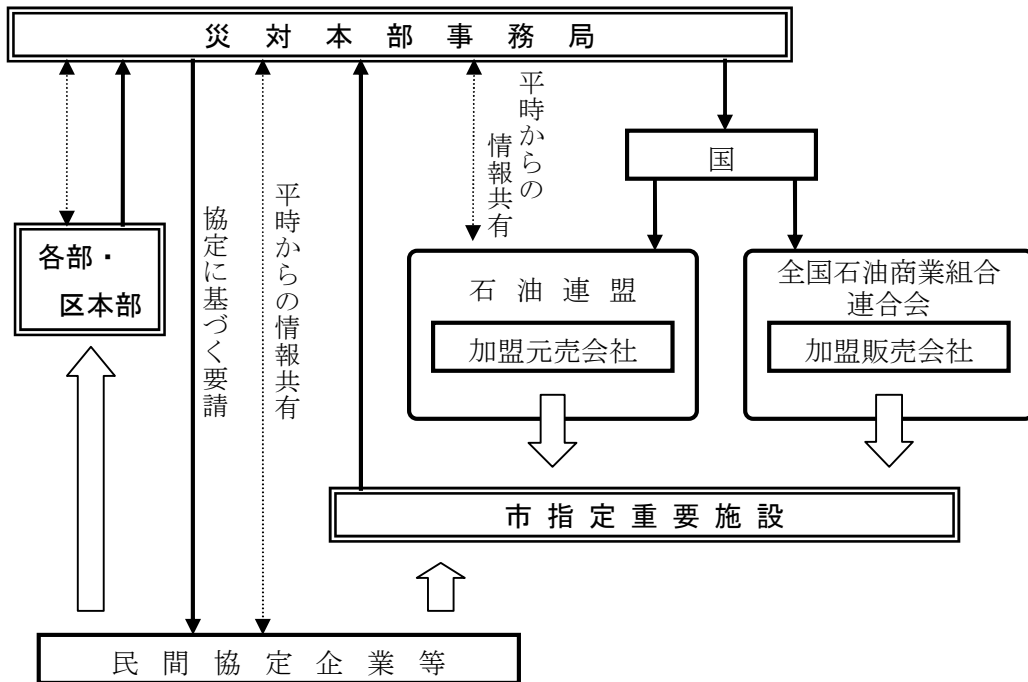 災対本部事務局
平時からの
情報共有
国
各部・
区本部
協定に基づく要請
平時からの情報共有
石油連盟
加盟元売会社
全国石油商業組合
連合会
加盟販売会社
市指定重要施設
民間協定企業等